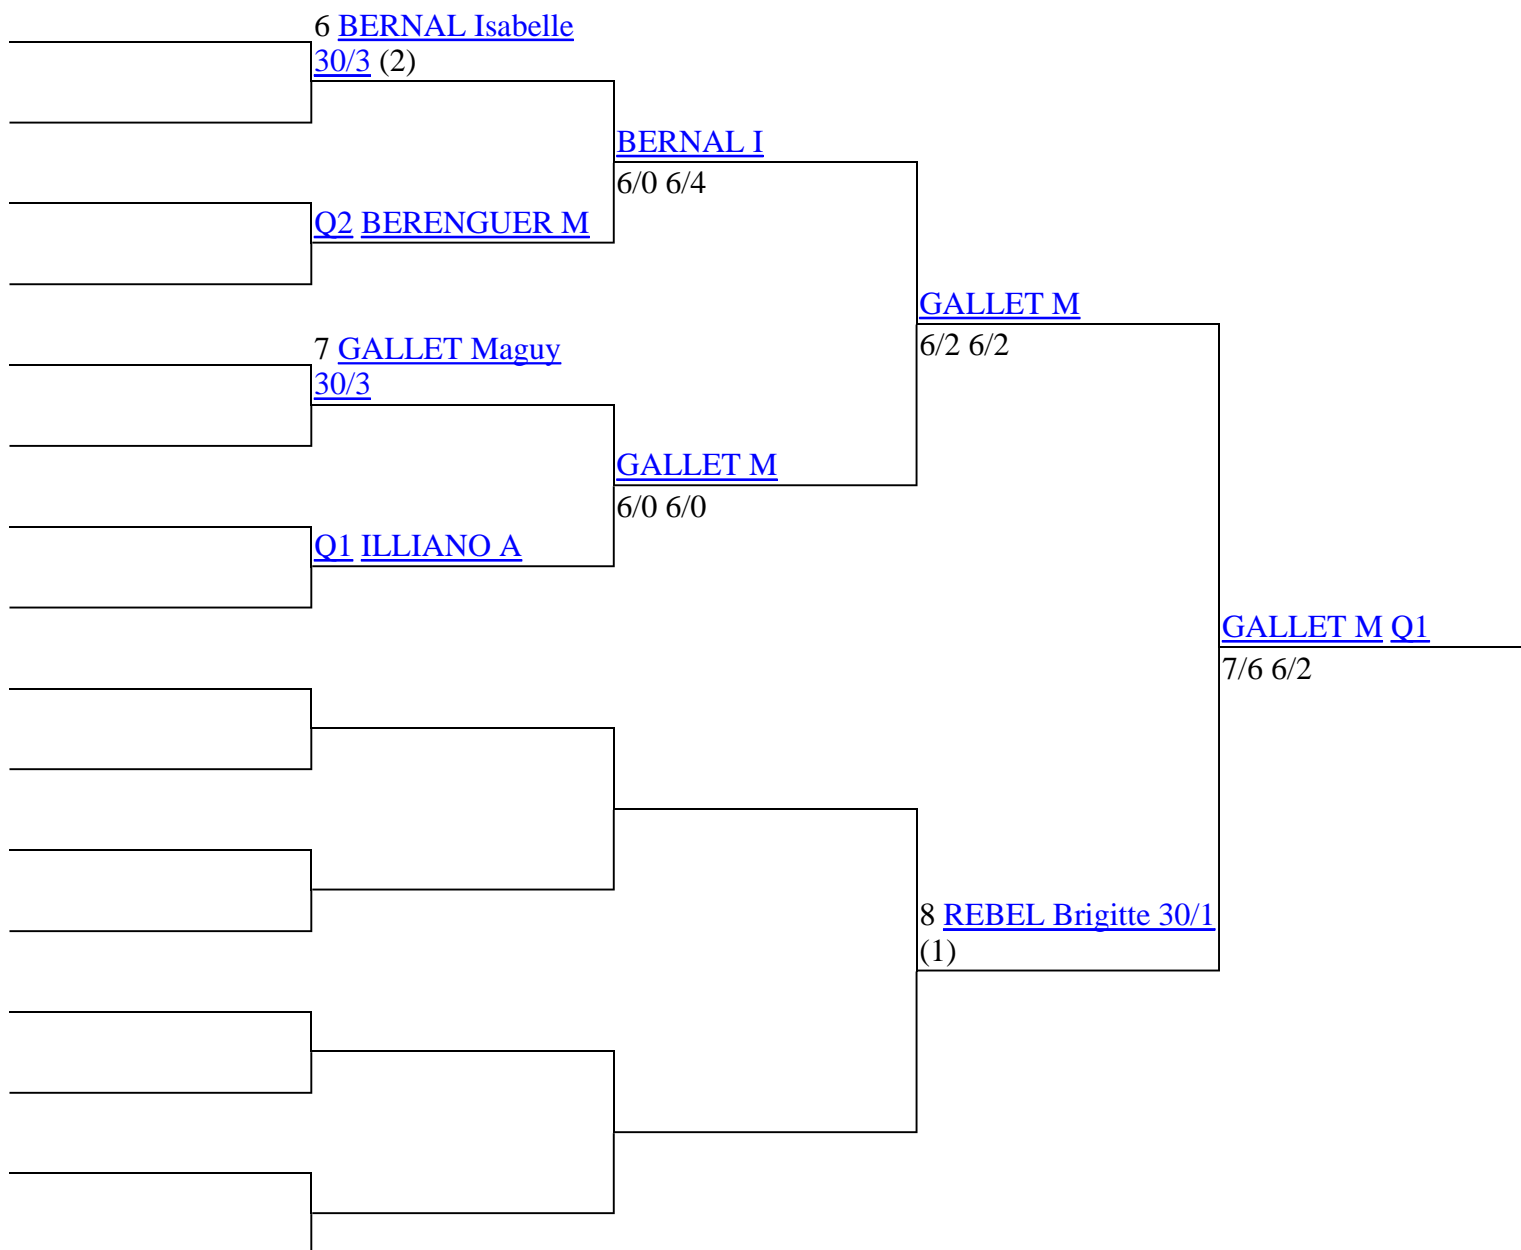 6 BERNAL Isabelle
30/3 (2)
BERNAL I
6/0 6/4
Q2 BERENGUER M
GALLET M
6/2 6/2
7 GALLET Maguy
30/3
GALLET M
6/0 6/0
Q1 ILLIANO A
GALLET M Q1
7/6 6/2
8 REBEL Brigitte 30/1
(1)